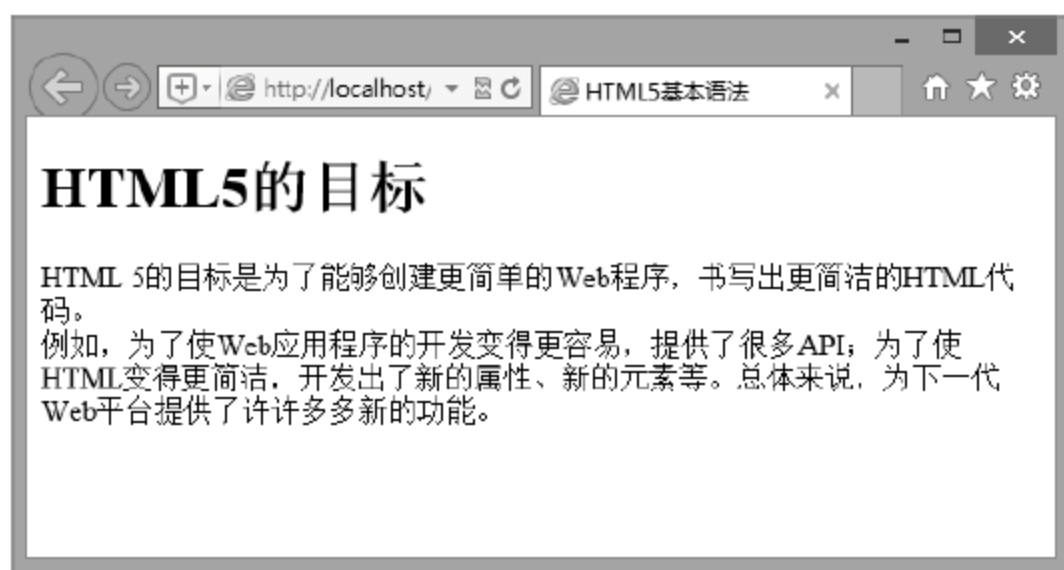 http://localhost/
HTML5基本语法
HTML5的目标
HTML 5的目标是为了能够创建更简单的Web程序，书写出更简洁的HTML代
码。
例如，为了使Web应用程序的开发变得更容易，提供了很多API；为了使
HTML变得更简洁，开发出了新的属性、新的元素等。总体来说，为下一代
Web平台提供了许许多多新的功能。